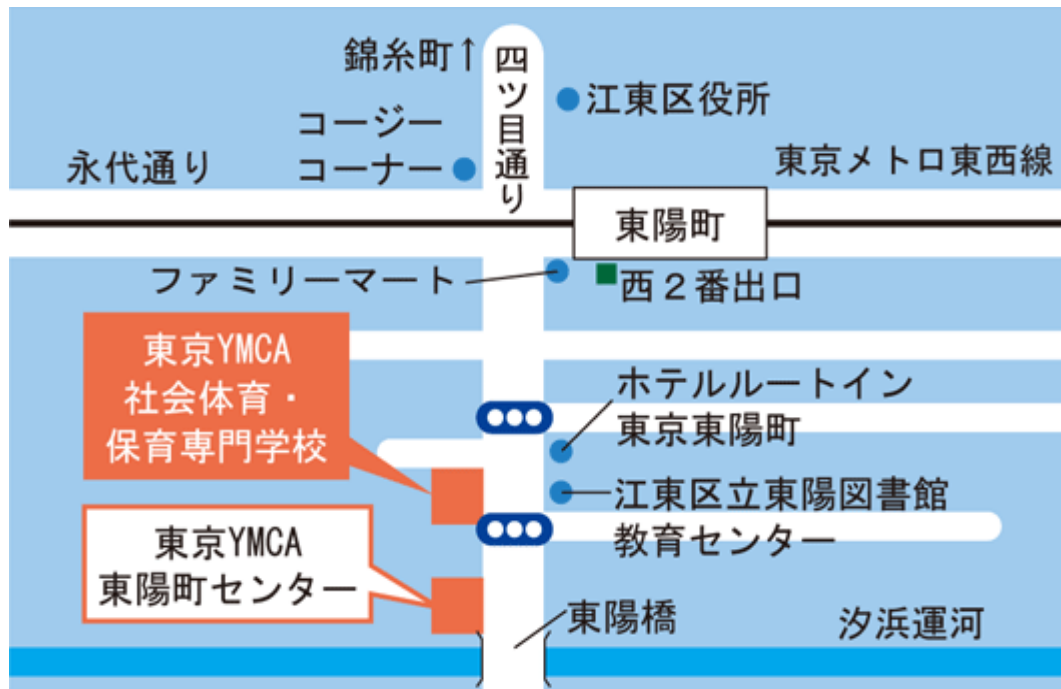 錦糸町↑
四ツ目通り
江東区役所
コージー
コーナー
永代通り
東京メトロ東西線
東陽町
ファミリーマート
西２番出口
東京YMCA
社会体育・
保育専門学校
ホテルルートイン
東京東陽町
江東区立東陽図書館
教育センター
東京YMCA
東陽町センター
東陽橋
汐浜運河